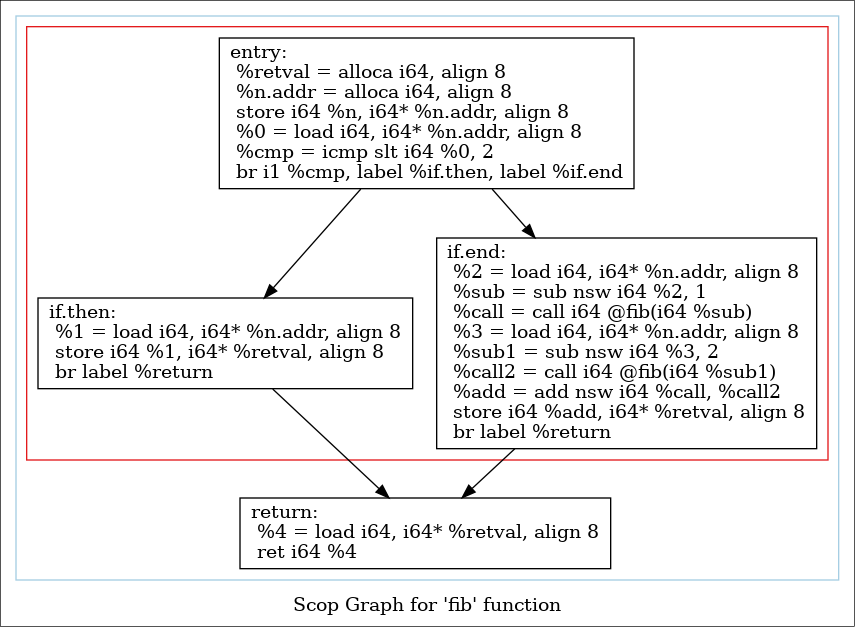 entry:
%retval = alloca i64, align 8
%n.addr = alloca i64, align 8
store i64 %n, i64* %n.addr, align 8
%0 = load i64, i64* %n.addr, align 8
%cmp = icmp slt i64 %0, 2
br i1 %cmp, label %if.then, label %if.end
if.then:
%1 = load i64, i64* %n.addr, align 8
store i64 %1, i64* %retval, align 8
br label %return
if.end:
%2 = load i64, i64* %n.addr, align 8
%sub = sub nsw i64 %2, 1
%call = call i64 @fib(i64 %sub)
%3 = load i64, i64* %n.addr, align 8
%sub1 = sub nsw i64 %3, 2
%call2 = call i64 @fib(i64 %sub1)
%add = add nsw i64 %call, %call2
store i64 %add, i64* %retval, align 8
br label %return
return:
%4 = load i64, i64* %retval, align 8
ret i64 %4
Scop Graph for 'fib' function